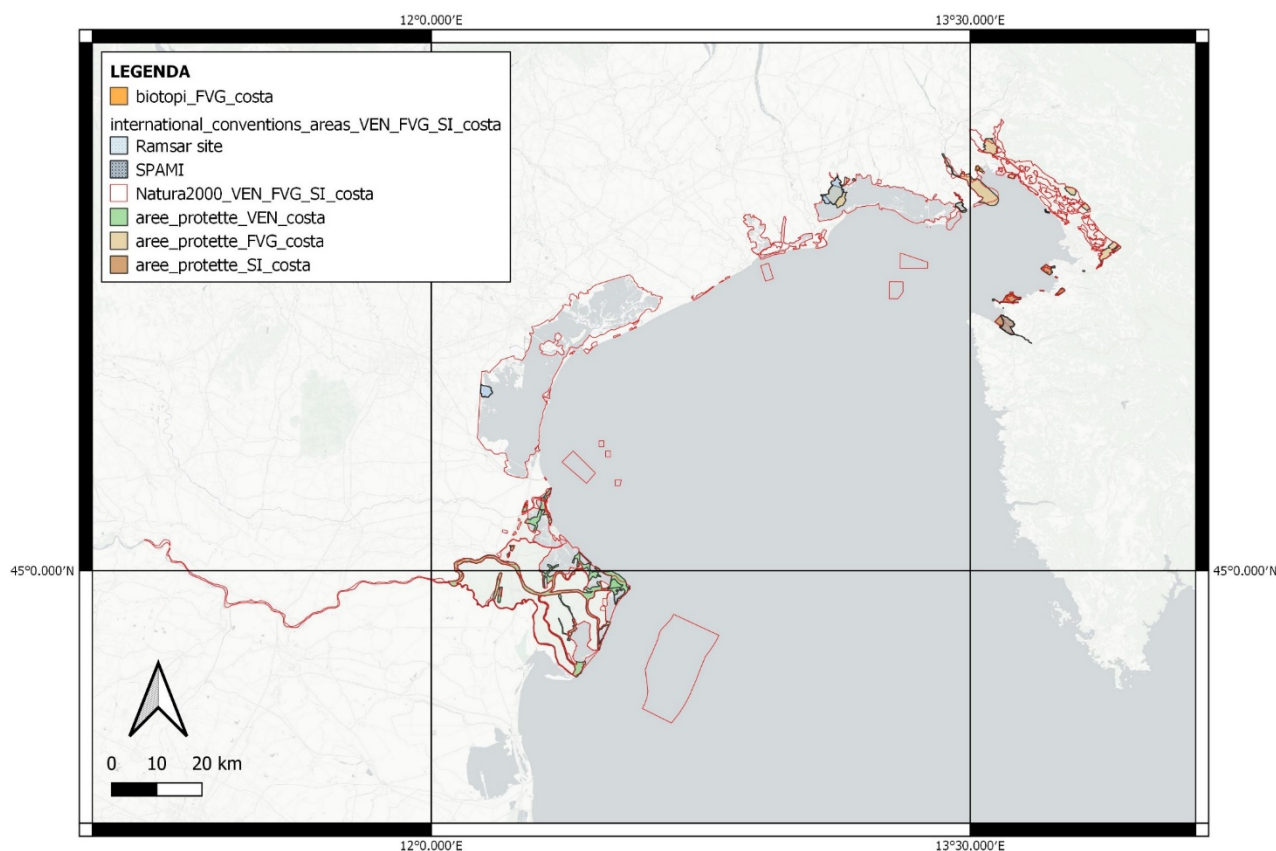 12°0.000'E 13°30.000'E
LEGENDA
biotopi_FVG_costa
international_conventions_areas_VEN_FVG_SI_costa
Ramsar site
SPAMI
Natura2000_VEN_FVG_SI_costa
aree_protette_VEN_costa
aree_protette_FVG_costa
aree_protette_SI_costa
45°0.000'N 45°0.000'N
0 10 20 km
12°0.000'E 13°30.000'E